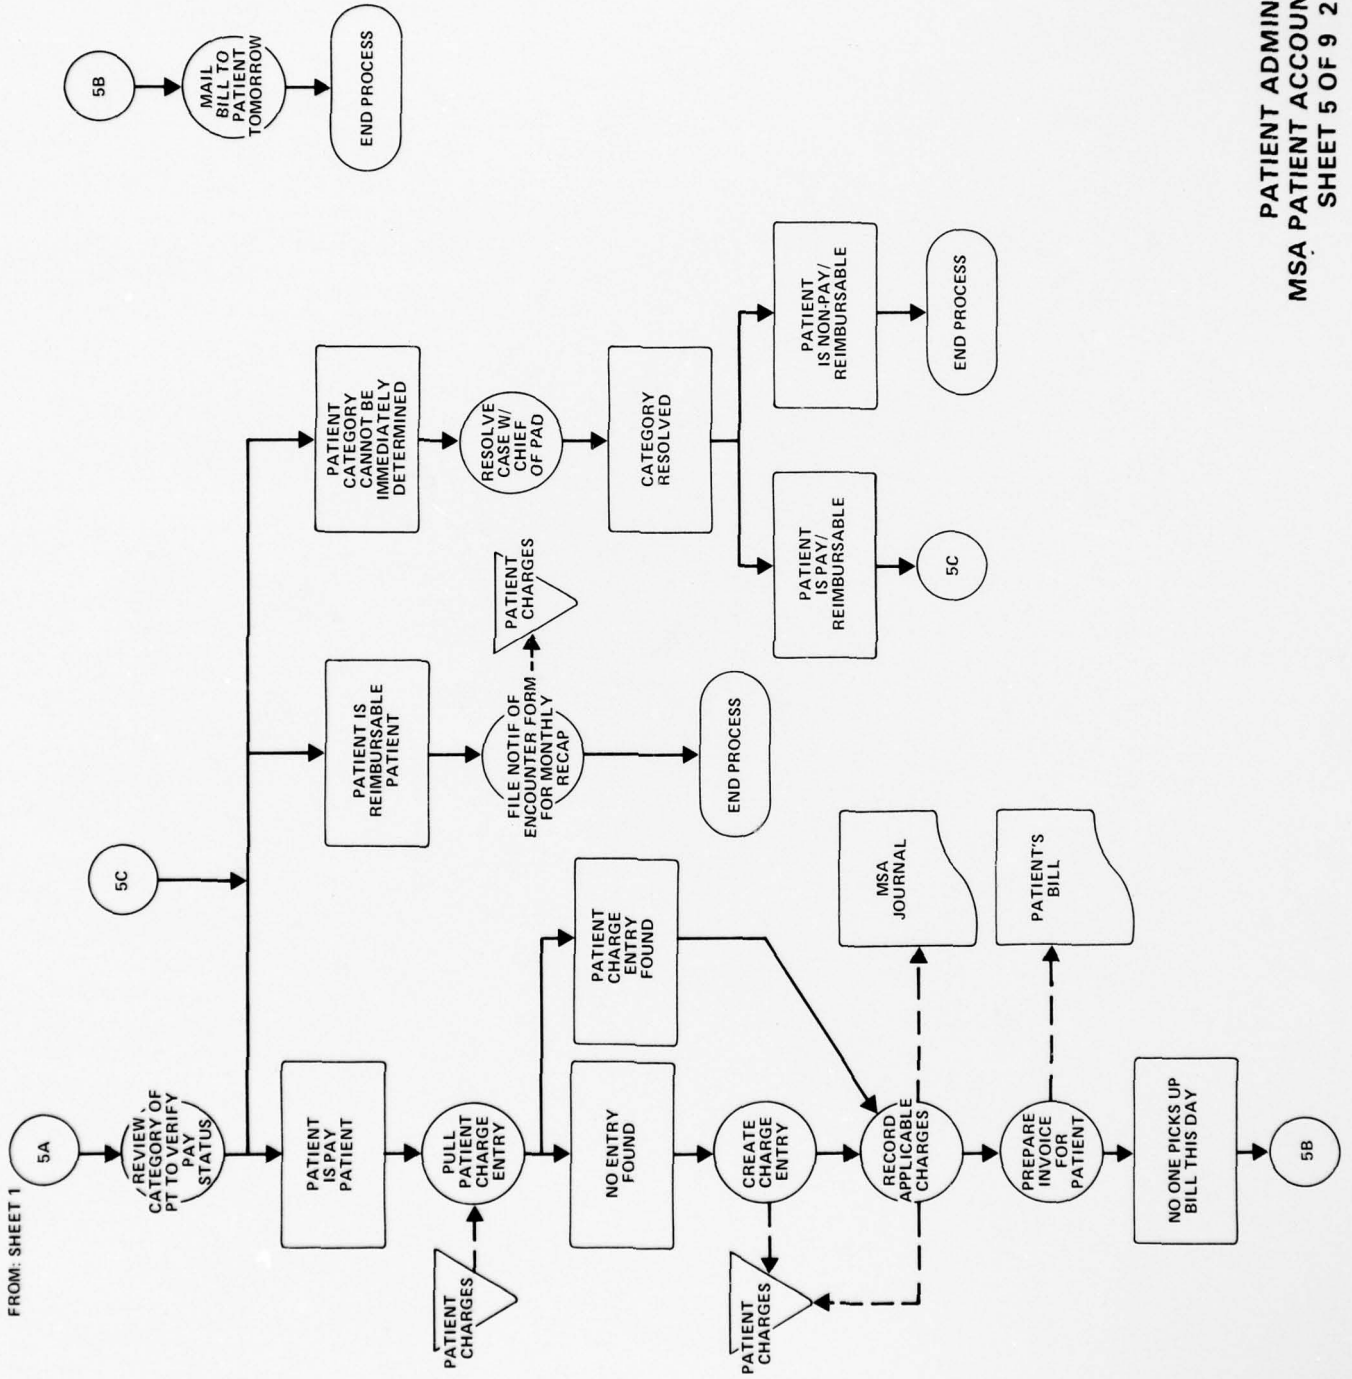 FROM: SHEET 1
5A
REVIEW
CATEGORY OF
PT TO VERIFY
PAY
STATUS
5C
5B
MAIL
BILL TO
PATIENT
TOMORROW
END PROCESS
PATIENT
IS PAY
PATIENT
PATIENT IS
REIMBURSABLE
PATIENT
PATIENT
CATEGORY
CANNOT BE
IMMEDIATELY
DETERMINED
PATIENT
CHARGES
PULL
PATIENT
CHARGE
ENTRY
FILE NOTIF OF
ENCOUNTER FORM
FOR MONTHLY
RECAP
PATIENT
CHARGES
RESOLVE
CASE W/
CHIEF
OF PAD
NO ENTRY
FOUND
PATIENT
CHARGE
ENTRY
FOUND
END PROCESS
CATEGORY
RESOLVED
PATIENT
CHARGES
CREATE
CHARGE
ENTRY
PATIENT
IS PAY/
REIMBURSABLE
PATIENT
IS NON-PAY/
REIMBURSABLE
RECORD
APPLICABLE
CHARGES
MSA
JOURNAL
5C
END PROCESS
PREPARE
INVOICE
FOR
PATIENT
PATIENT'S
BILL
NO ONE PICKS UP
BILL THIS DAY
5B
PATIENT ADMIN
MSA PATIENT ACCOUN
SHEET 5 OF 9 2